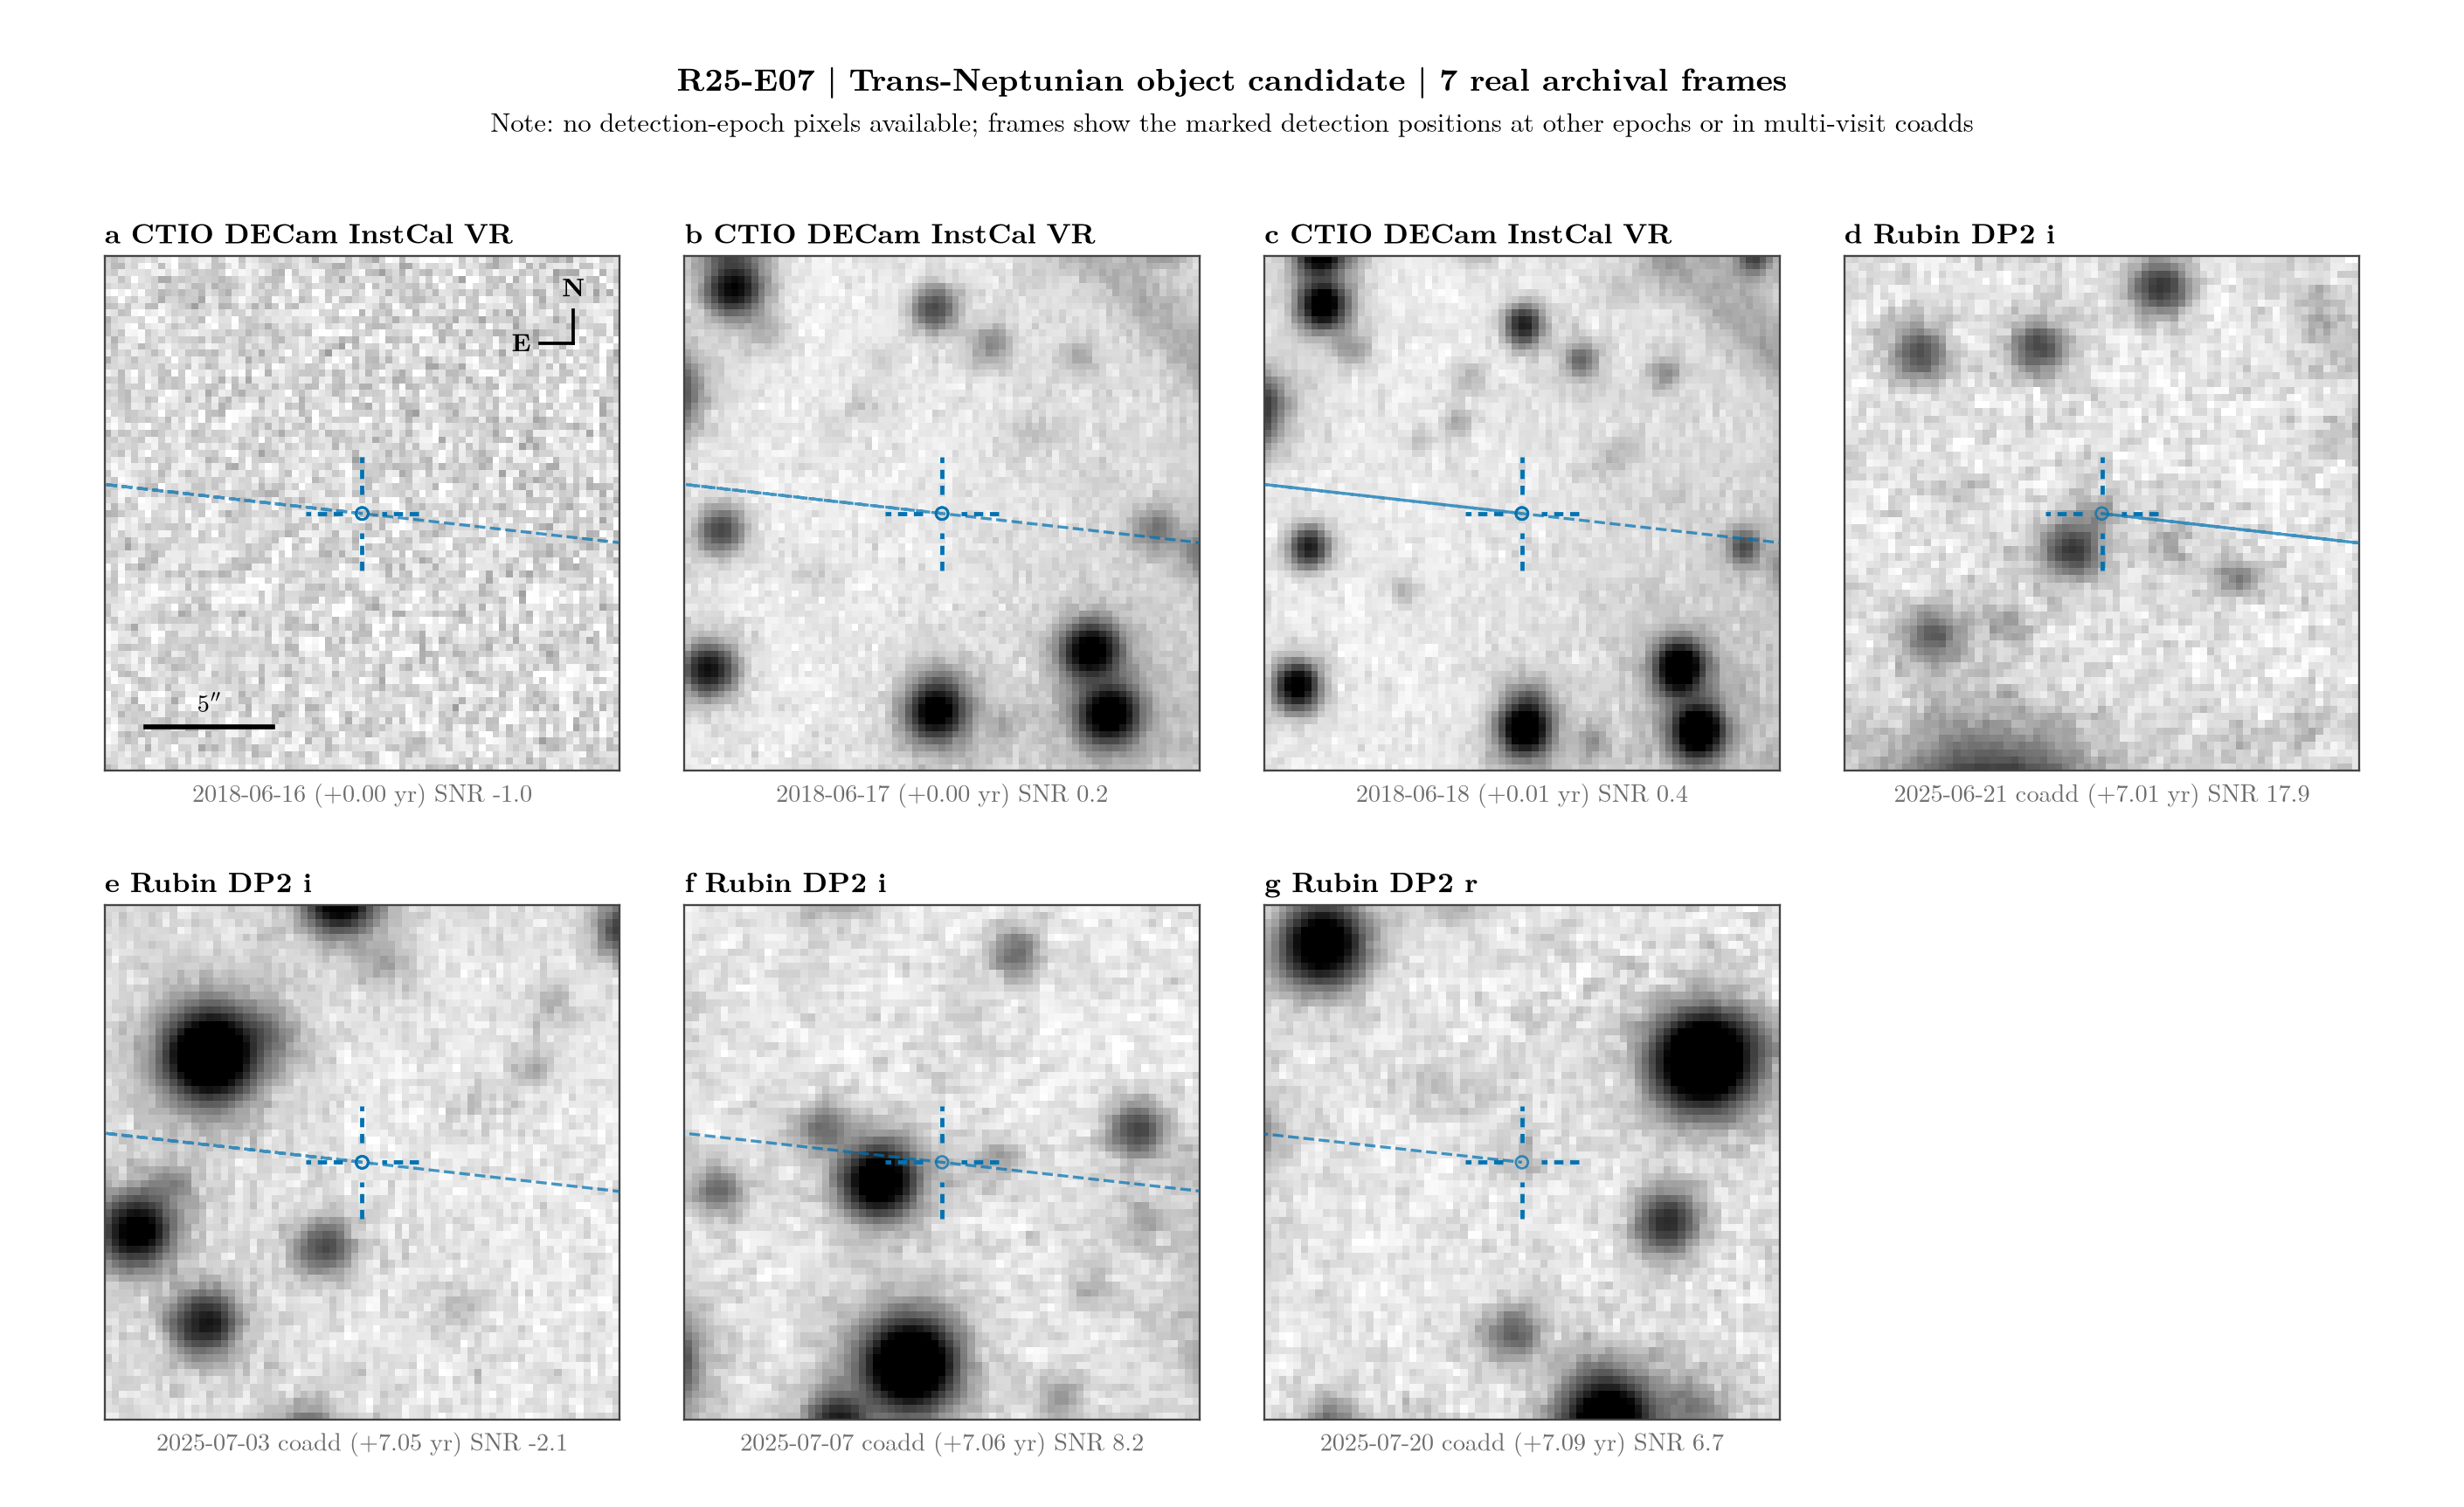 R25-E07 | Trans-Neptunian object candidate | 7 real archival frames
Note: no detection-epoch pixels available; frames show the marked detection positions at other epochs or in multi-visit coadds
a CTIO DECam InstCal VR
b CTIO DECam InstCal VR
c CTIO DECam InstCal VR
d Rubin DP2 i
N
E
5″
2018-06-16 (+0.00 yr) SNR -1.0
2018-06-17 (+0.00 yr) SNR 0.2
2018-06-18 (+0.01 yr) SNR 0.4
2025-06-21 coadd (+7.01 yr) SNR 17.9
e Rubin DP2 i
f Rubin DP2 i
g Rubin DP2 r
2025-07-03 coadd (+7.05 yr) SNR -2.1
2025-07-07 coadd (+7.06 yr) SNR 8.2
2025-07-20 coadd (+7.09 yr) SNR 6.7